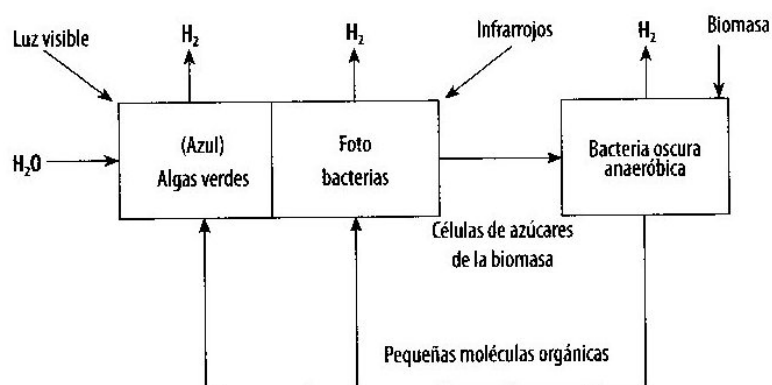 Luz visible
H₂
H₂
Infrarrojos
H₂
Biomasa
H₂O
(Azul)
Algas verdes
Foto
bacterias
Bacteria oscura
anaeróbica
Células de azúcares
de la biomasa
Pequeñas moléculas orgánicas